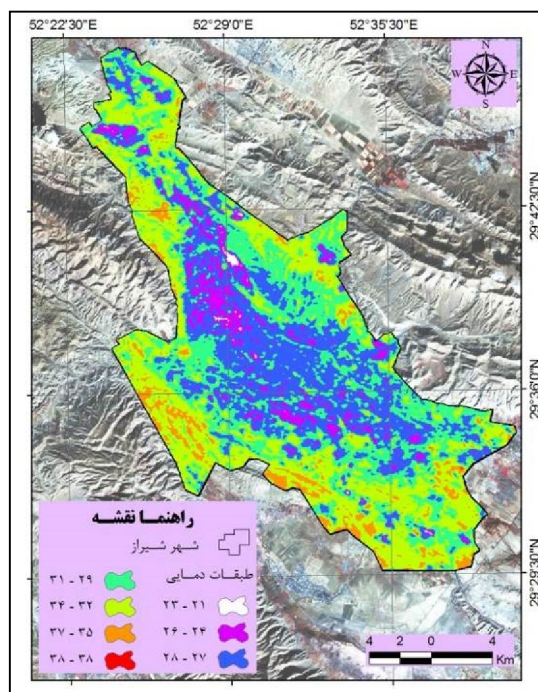 52°22'30"E 52°29'0"E 52°35'30"E
N
W E
S
29°42'30"N
29°36'0"N
29°29'30"N
راهنما نقشه
شهر شیراز
طبقات دمایی
۲۳ - ۲۱
۲۶ - ۲۴
۲۸ - ۲۷
۳۱ - ۲۹
۳۴ - ۳۲
۳۷ - ۳۵
۳۸ - ۳۸
4 2 0 4
Km